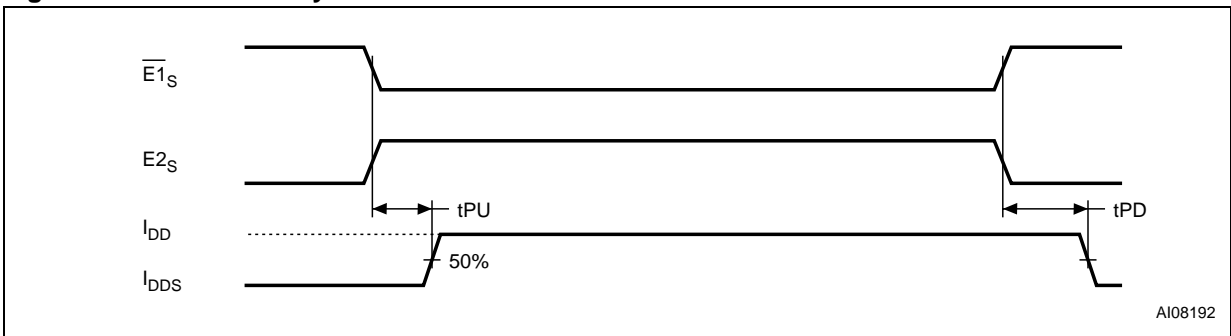 E1S
E2S
tPU
tPD
IDD
50%
IDDS
AI08192